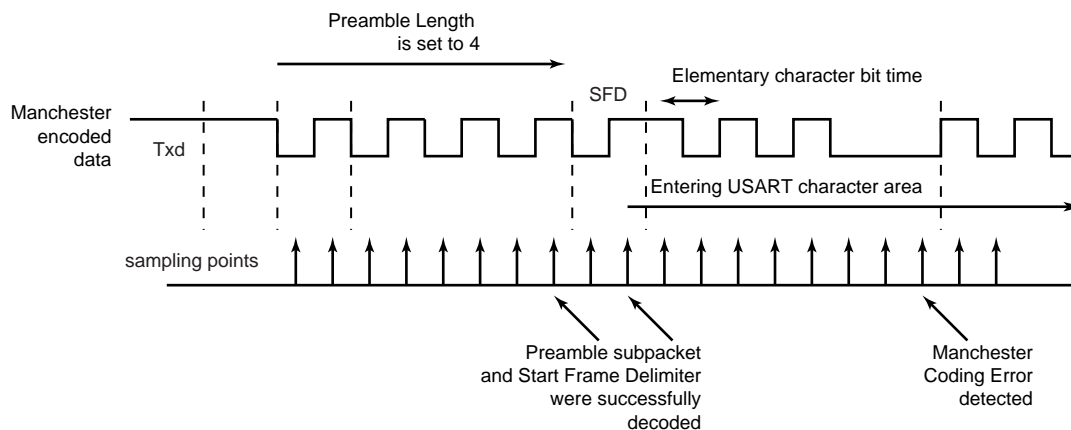 Preamble Length
is set to 4
Elementary character bit time
SFD
Manchester
encoded
data
Txd
Entering USART character area
sampling points
Preamble subpacket
and Start Frame Delimiter
were successfully
decoded
Manchester
Coding Error
detected